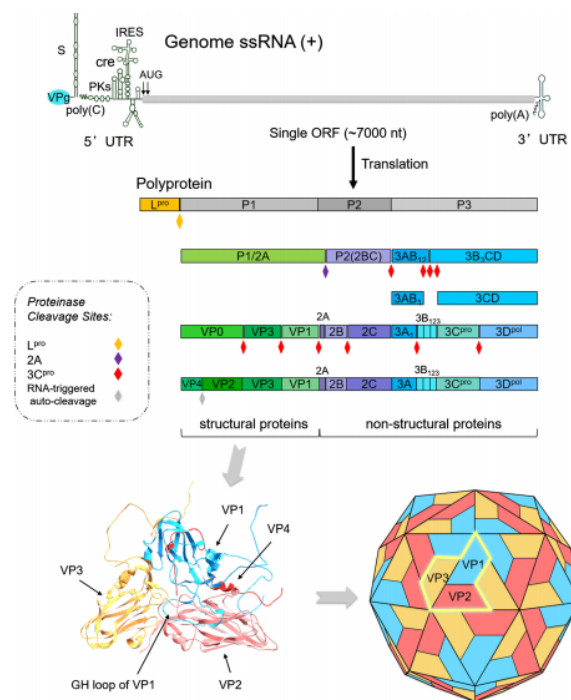 IRES
Genome ssRNA (+)
S
cre
AUG
PKs
VPg
poly(C)
poly(A)
5' UTR
3' UTR
Single ORF (~7000 nt)
Translation
Polyprotein
Lpro P1 P2 P3
P1/2A P2(2BC) 3AB12 3B3CD
3AB3 3CD
Proteinase
Cleavage Sites:
Lpro
2A
3Cpro
RNA-triggered
auto-cleavage
2A 3B123
VP0 VP3 VP1 2B 2C 3A1 3Cpro 3Dpol
2A 3B123
VP4 VP2 VP3 VP1 2B 2C 3A 3Cpro 3Dpol
structural proteins non-structural proteins
VP1
VP4
VP3
GH loop of VP1
VP2
VP1
VP3
VP2